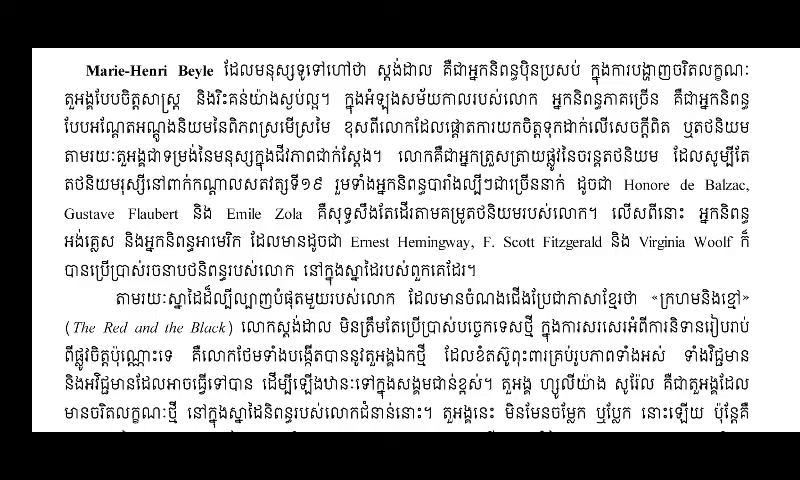 Marie-Henri Beyle ដែលមនុស្សទូទៅហៅថា ស្តង់ដាល គឺជាអ្នកនិពន្ធប៉ិនប្រសប់ ក្នុងការបង្ហាញចរិតលក្ខណៈ
តួអង្គបែបចិត្តសាស្ត្រ និងរិះគន់យ៉ាងស្ងប់ល្អ។ ក្នុងអំឡុងសម័យកាលរបស់លោក អ្នកនិពន្ធភាគច្រើន គឺជាអ្នកនិពន្ធ
បែបអណ្តែតអណ្តូងនិយមនៃពិភពស្រមើស្រមៃ ខុសពីលោកដែលផ្តោតការយកចិត្តទុកដាក់លើសេចក្តីពិត ឬតថនិយម
តាមរយៈតួអង្គជាទម្រង់នៃមនុស្សក្នុងជីវភាពជាក់ស្តែង។ លោកគឺជាអ្នកត្រួសត្រាយផ្លូវនៃចរន្តតថនិយម ដែលសូម្បីតែ
តថនិយមរុស្ស៊ីនៅពាក់កណ្តាលសតវត្សទី១៩ រួមទាំងអ្នកនិពន្ធបារាំងល្បីៗជាច្រើននាក់ ដូចជា Honore de Balzac,
Gustave Flaubert និង Emile Zola គឺសុទ្ធសឹងតែដើរតាមគម្រូតថនិយមរបស់លោក។ លើសពីនោះ អ្នកនិពន្ធ
អង់គ្លេស និងអ្នកនិពន្ធអាមេរិក ដែលមានដូចជា Ernest Hemingway, F. Scott Fitzgerald និង Virginia Woolf ក៏
បានប្រើប្រាស់រចនាបថនិពន្ធរបស់លោក នៅក្នុងស្នាដៃរបស់ពួកគេដែរ។
តាមរយៈស្នាដៃដ៏ល្បីល្បាញបំផុតមួយរបស់លោក ដែលមានចំណងជើងប្រែជាភាសាខ្មែរថា «ក្រហមនិងខ្មៅ»
(The Red and the Black) លោកស្តង់ដាល មិនត្រឹមតែប្រើប្រាស់បច្ចេកទេសថ្មី ក្នុងការសរសេរអំពីការនិទានរៀបរាប់
ពីផ្លូវចិត្តប៉ុណ្ណោះទេ គឺលោកថែមទាំងបង្កើតបាននូវតួអង្គឯកថ្មី ដែលខំតស៊ូពុះពារគ្រប់រូបភាពទាំងអស់ ទាំងវិជ្ជមាន
និងអវិជ្ជមានដែលអាចធ្វើទៅបាន ដើម្បីឡើងឋានៈទៅក្នុងសង្គមជាន់ខ្ពស់។ តួអង្គ ហ្សូលីយ៉ាង សូរ៉ែល គឺជាតួអង្គដែល
មានចរិតលក្ខណៈថ្មី នៅក្នុងស្នាដៃនិពន្ធរបស់លោកជំនាន់នោះ។ តួអង្គនេះ មិនមែនចម្លែក ឬប្លែក នោះឡើយ ប៉ុន្តែគឺ